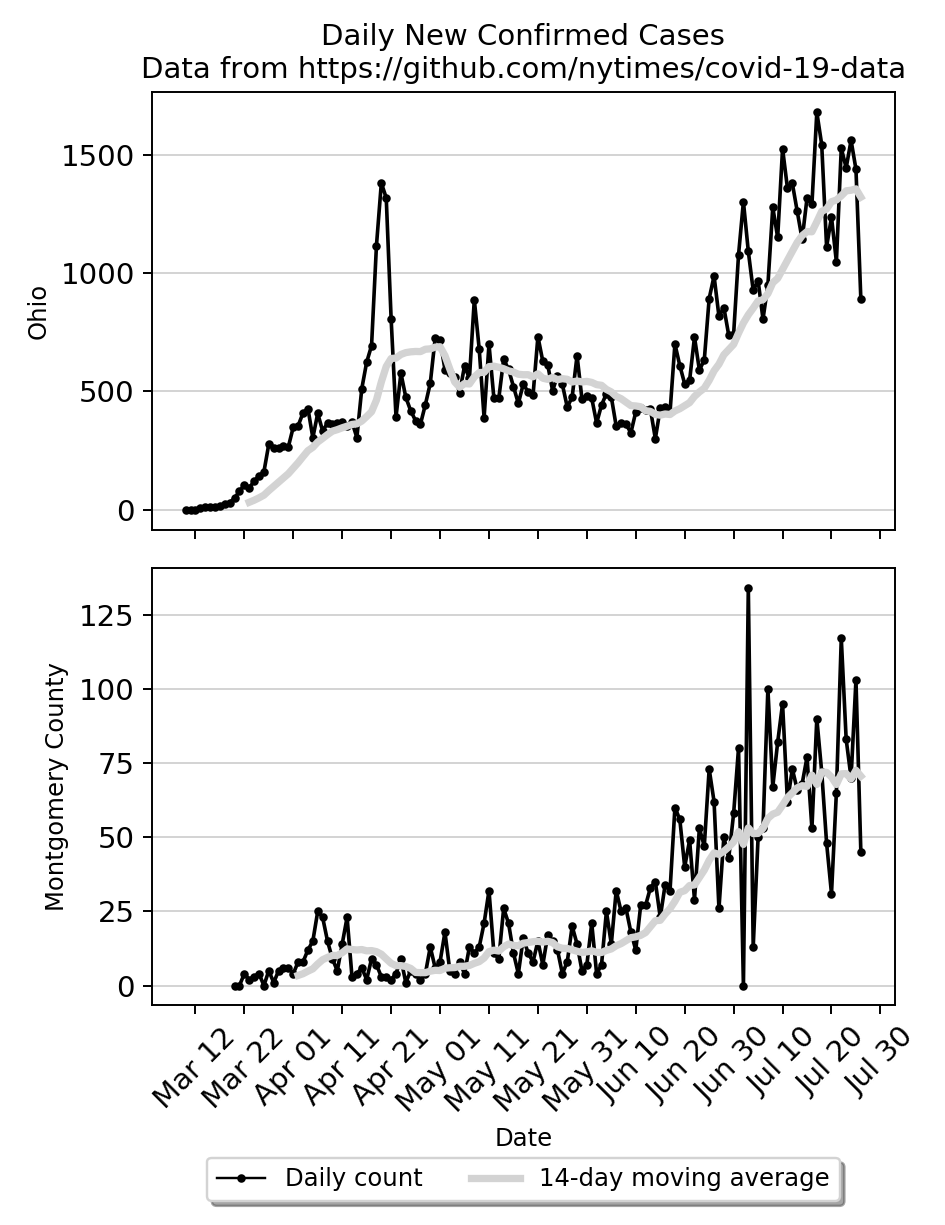 Daily New Confirmed Cases
Data from https://github.com/nytimes/covid-19-data
1500
1000
500
0
Ohio
125
100
75
50
25
0
Montgomery County
Mar 12
Mar 22
Apr 01
Apr 11
Apr 21
May 01
May 11
May 21
May 31
Jun 10
Jun 20
Jun 30
Jul 10
Jul 20
Jul 30
Date
Daily count
14-day moving average